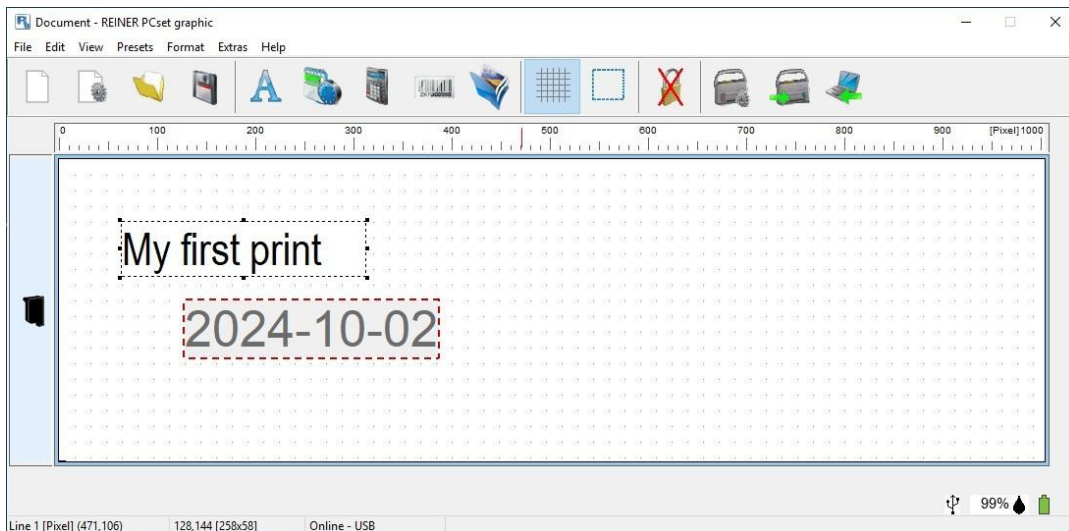 Document - REINER PCset graphic
File Edit View Presets Format Extras Help
0 100 200 300 400 500 600 700 800 900 [Pixel] 1000
My first print
2024-10-02
99%
Line 1 [Pixel] (471,106) 128,144 [258x58] Online - USB